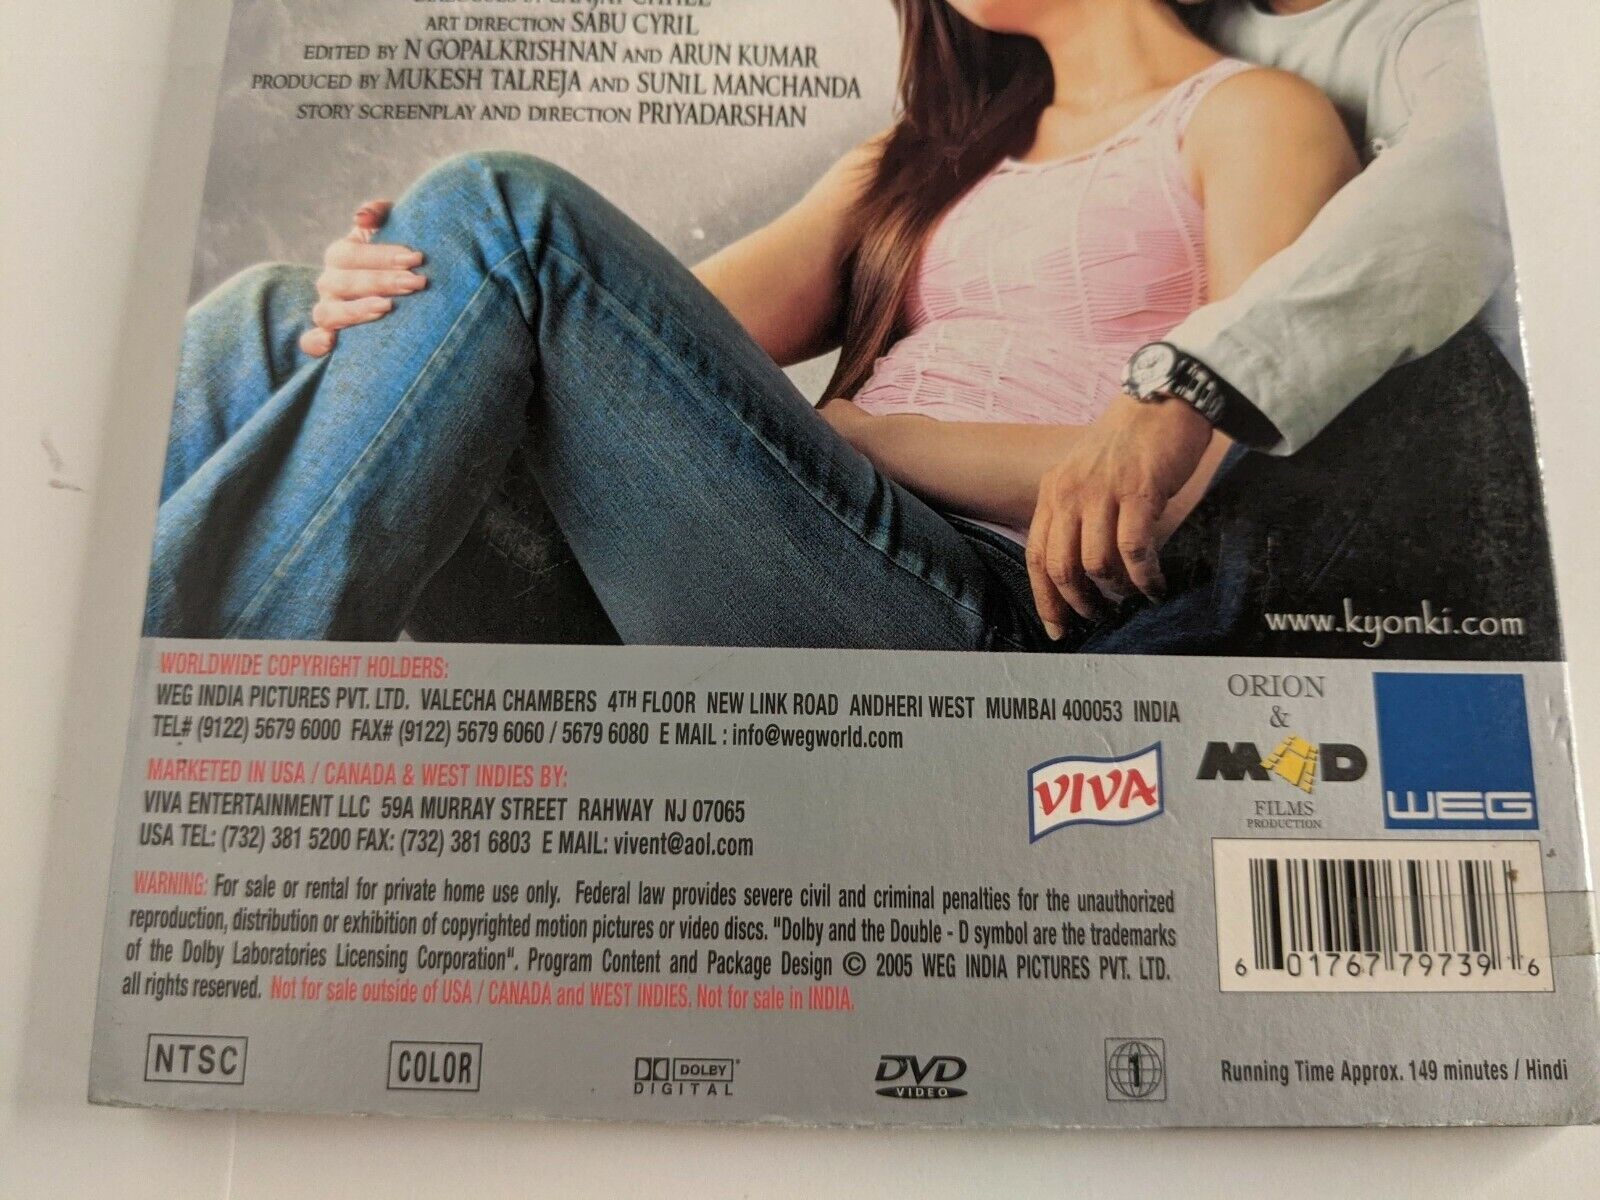 DIALOGUES BY SANJAY CHHEL
ART DIRECTION SABU CYRIL
EDITED BY N GOPALKRISHNAN AND ARUN KUMAR
PRODUCED BY MUKESH TALREJA AND SUNIL MANCHANDA
STORY SCREENPLAY AND DIRECTION PRIYADARSHAN
www.kyonki.com
WORLDWIDE COPYRIGHT HOLDERS:
WEG INDIA PICTURES PVT. LTD. VALECHA CHAMBERS 4TH FLOOR NEW LINK ROAD ANDHERI WEST MUMBAI 400053 INDIA
TEL# (9122) 5679 6000 FAX# (9122) 5679 6060 / 5679 6080 E MAIL : info@wegworld.com
MARKETED IN USA / CANADA & WEST INDIES BY:
VIVA ENTERTAINMENT LLC 59A MURRAY STREET RAHWAY NJ 07065
USA TEL: (732) 381 5200 FAX: (732) 381 6803 E MAIL: vivent@aol.com
VIVA
ORION
&
MAD
FILMS
PRODUCTION
WEG
WARNING: For sale or rental for private home use only. Federal law provides severe civil and criminal penalties for the unauthorized
reproduction, distribution or exhibition of copyrighted motion pictures or video discs. "Dolby and the Double - D symbol are the trademarks
of the Dolby Laboratories Licensing Corporation". Program Content and Package Design © 2005 WEG INDIA PICTURES PVT. LTD.
all rights reserved. Not for sale outside of USA / CANADA and WEST INDIES. Not for sale in INDIA.
6 01767 79739 6
NTSC
COLOR
DOLBY
DIGITAL
DVD
VIDEO
1
Running Time Approx. 149 minutes / Hindi